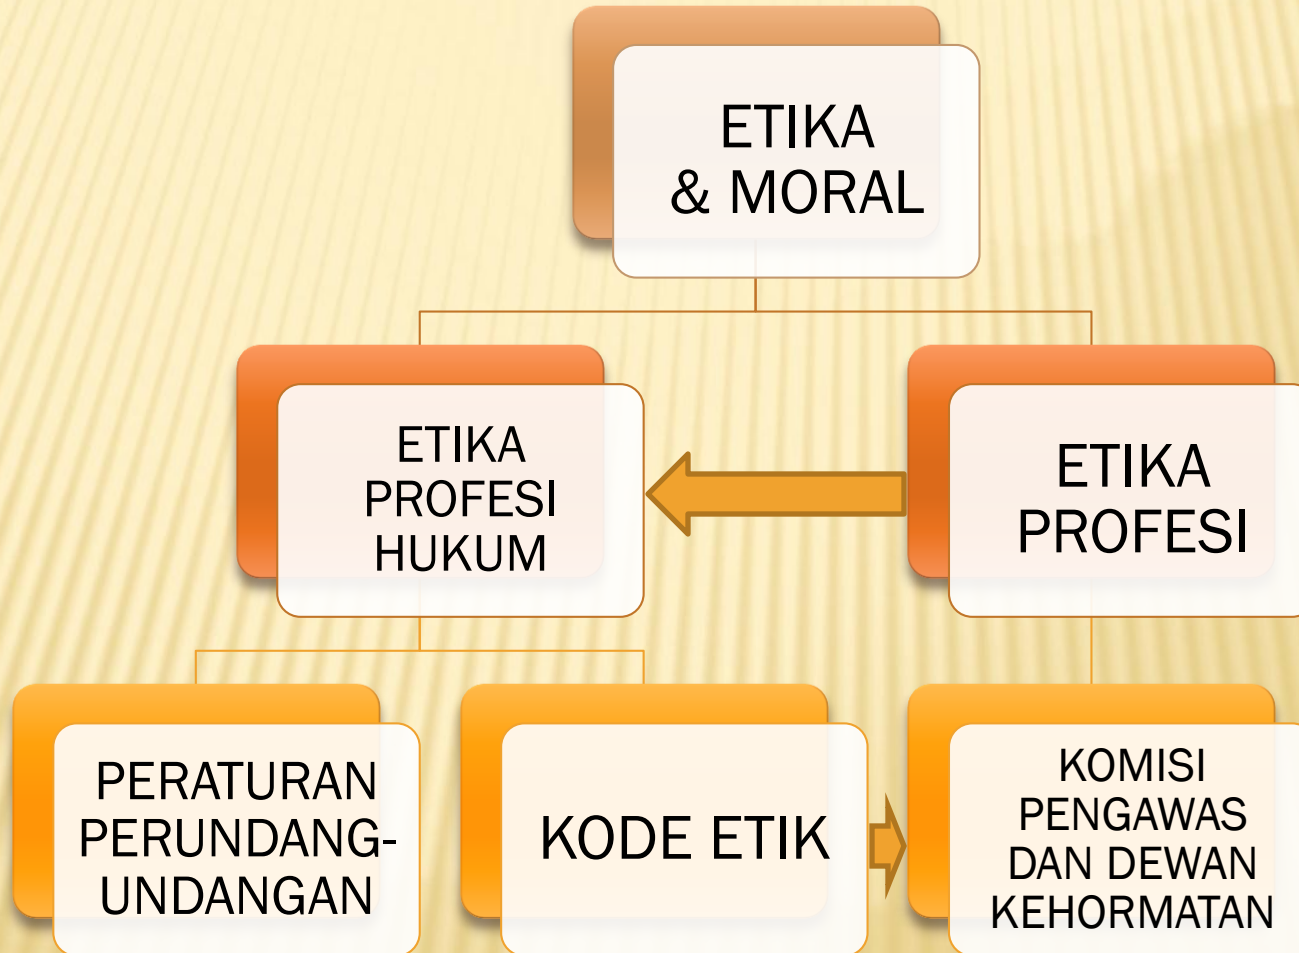 ETIKA
& MORAL
ETIKA
PROFESI
HUKUM
ETIKA
PROFESI
PERATURAN
PERUNDANG-
UNDANGAN
KODE ETIK
KOMISI
PENGAWAS
DAN DEWAN
KEHORMATAN